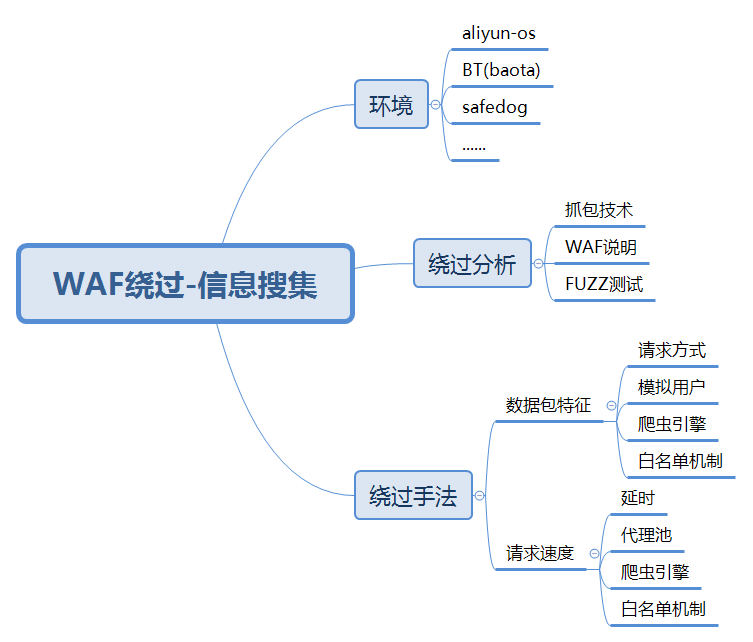 WAF绕过-信息搜集
环境
aliyun-os
BT(baota)
safedog
......
绕过分析
抓包技术
WAF说明
FUZZ测试
绕过手法
数据包特征
请求方式
模拟用户
爬虫引擎
白名单机制
请求速度
延时
代理池
爬虫引擎
白名单机制